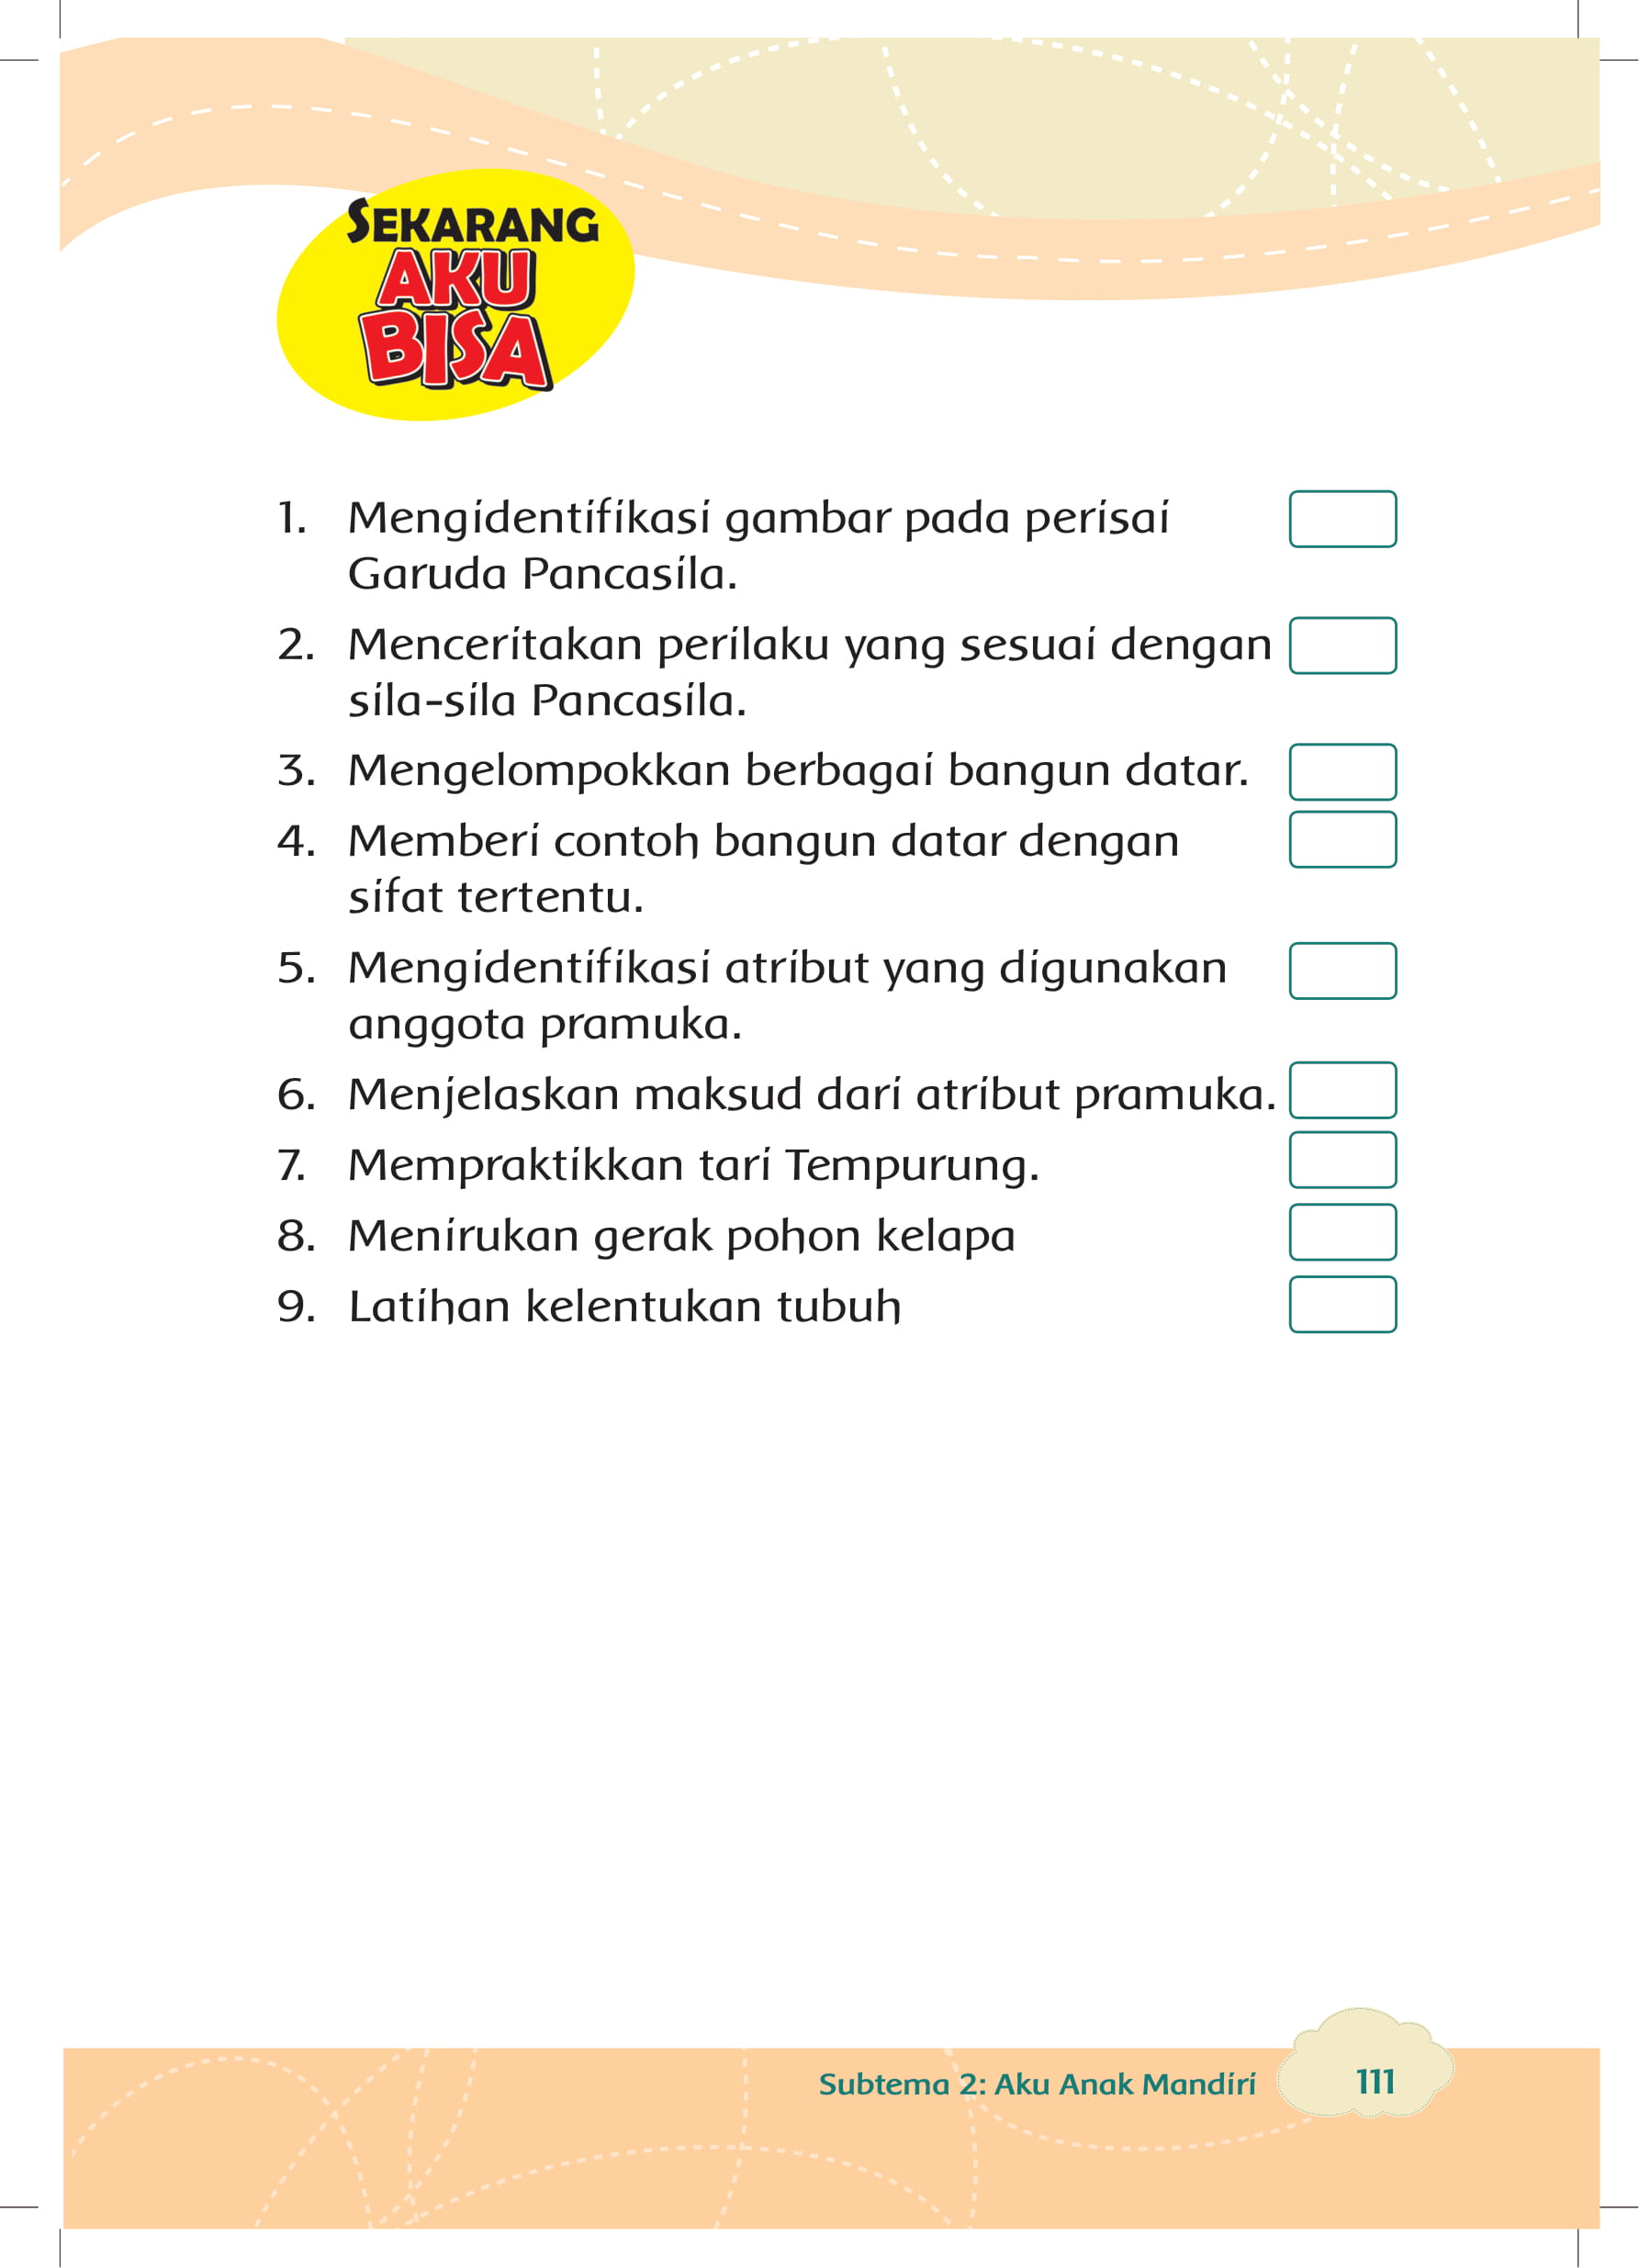 SEKARANG
AKU
BISA
1. Mengidentifikasi gambar pada perisai
Garuda Pancasila.
2. Menceritakan perilaku yang sesuai dengan
sila-sila Pancasila.
3. Mengelompokkan berbagai bangun datar.
4. Memberi contoh bangun datar dengan
sifat tertentu.
5. Mengidentifikasi atribut yang digunakan
anggota pramuka.
6. Menjelaskan maksud dari atribut pramuka.
7. Mempraktikkan tari Tempurung.
8. Menirukan gerak pohon kelapa
9. Latihan kelentukan tubuh
Subtema 2: Aku Anak Mandiri 111